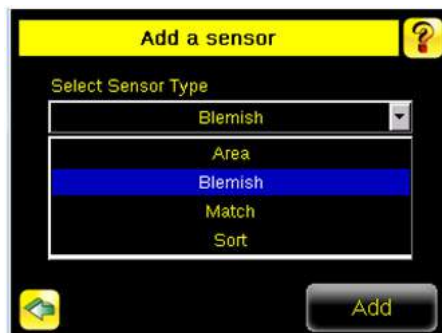 Add a sensor
?
Select Sensor Type
Blemish
Area
Blemish
Match
Sort
Add